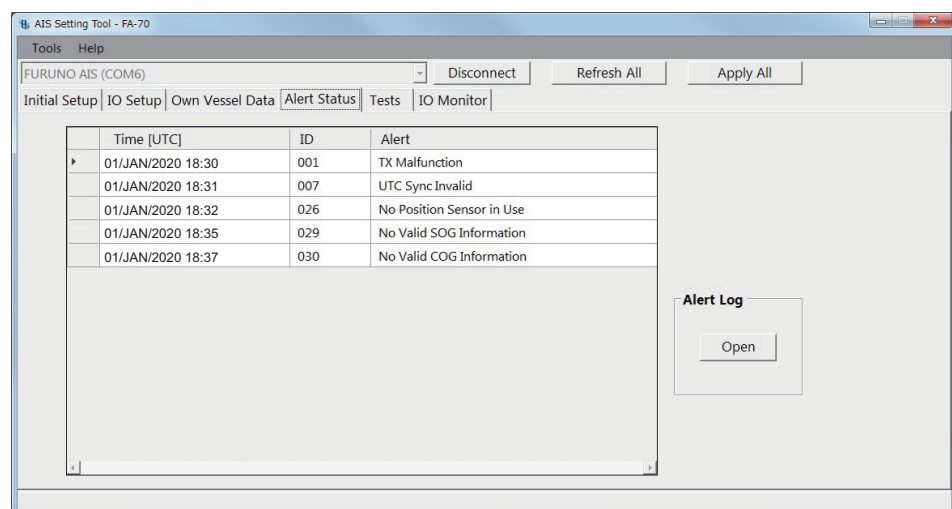 AIS Setting Tool - FA-70
Tools Help
FURUNO AIS (COM6) Disconnect Refresh All Apply All
Initial Setup IO Setup Own Vessel Data Alert Status Tests IO Monitor
Time [UTC] ID Alert
01/JAN/2020 18:30 001 TX Malfunction
01/JAN/2020 18:31 007 UTC Sync Invalid
01/JAN/2020 18:32 026 No Position Sensor in Use
01/JAN/2020 18:35 029 No Valid SOG Information
01/JAN/2020 18:37 030 No Valid COG Information
Alert Log
Open